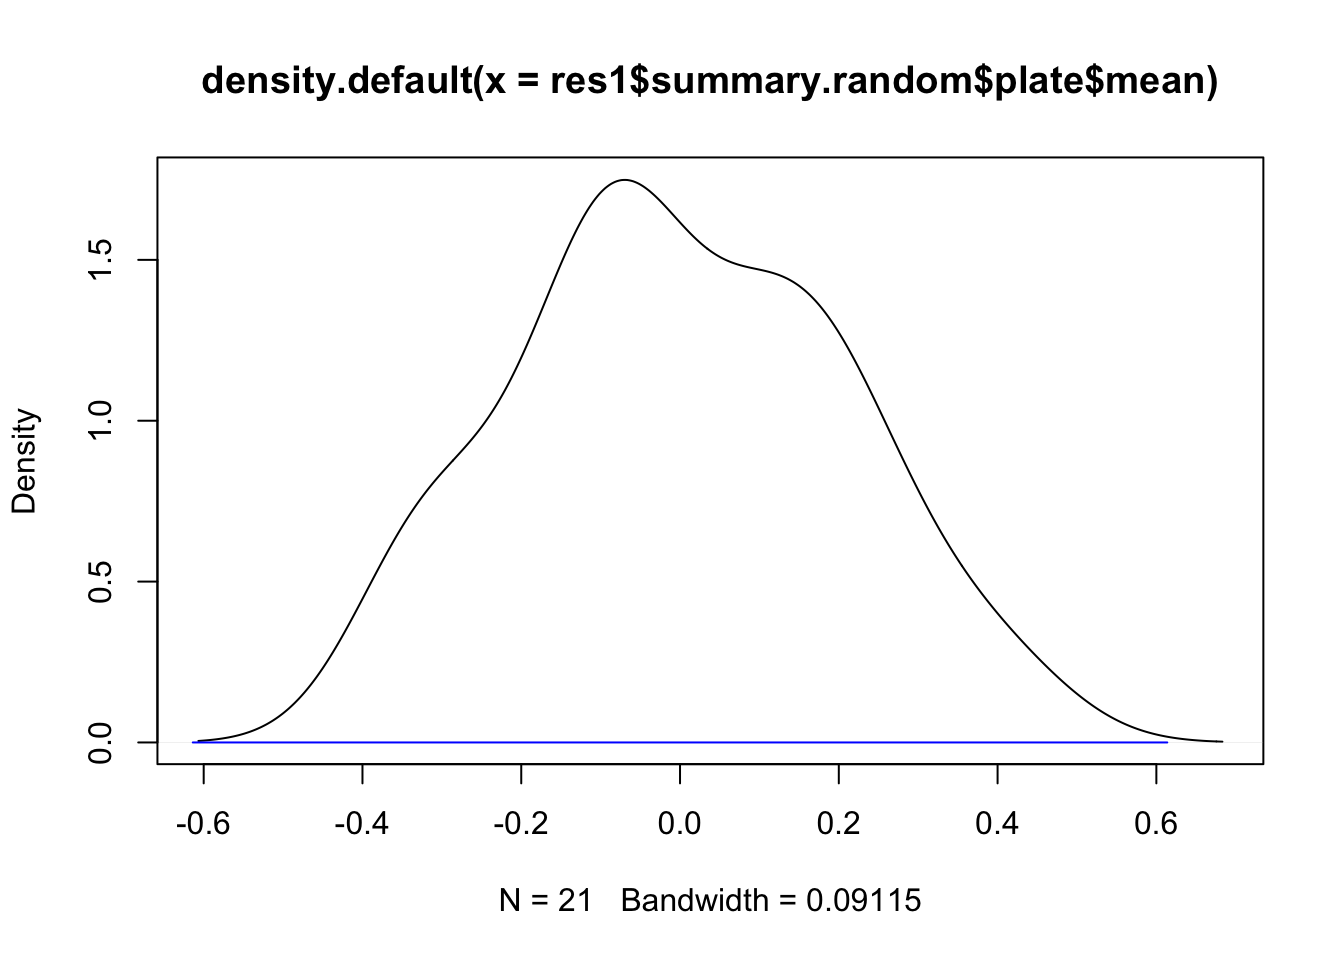 density.default(x = res1$summary.random$plate$mean)
Density
1.5
1.0
0.5
0.0
-0.6 -0.4 -0.2 0.0 0.2 0.4 0.6
N = 21 Bandwidth = 0.09115